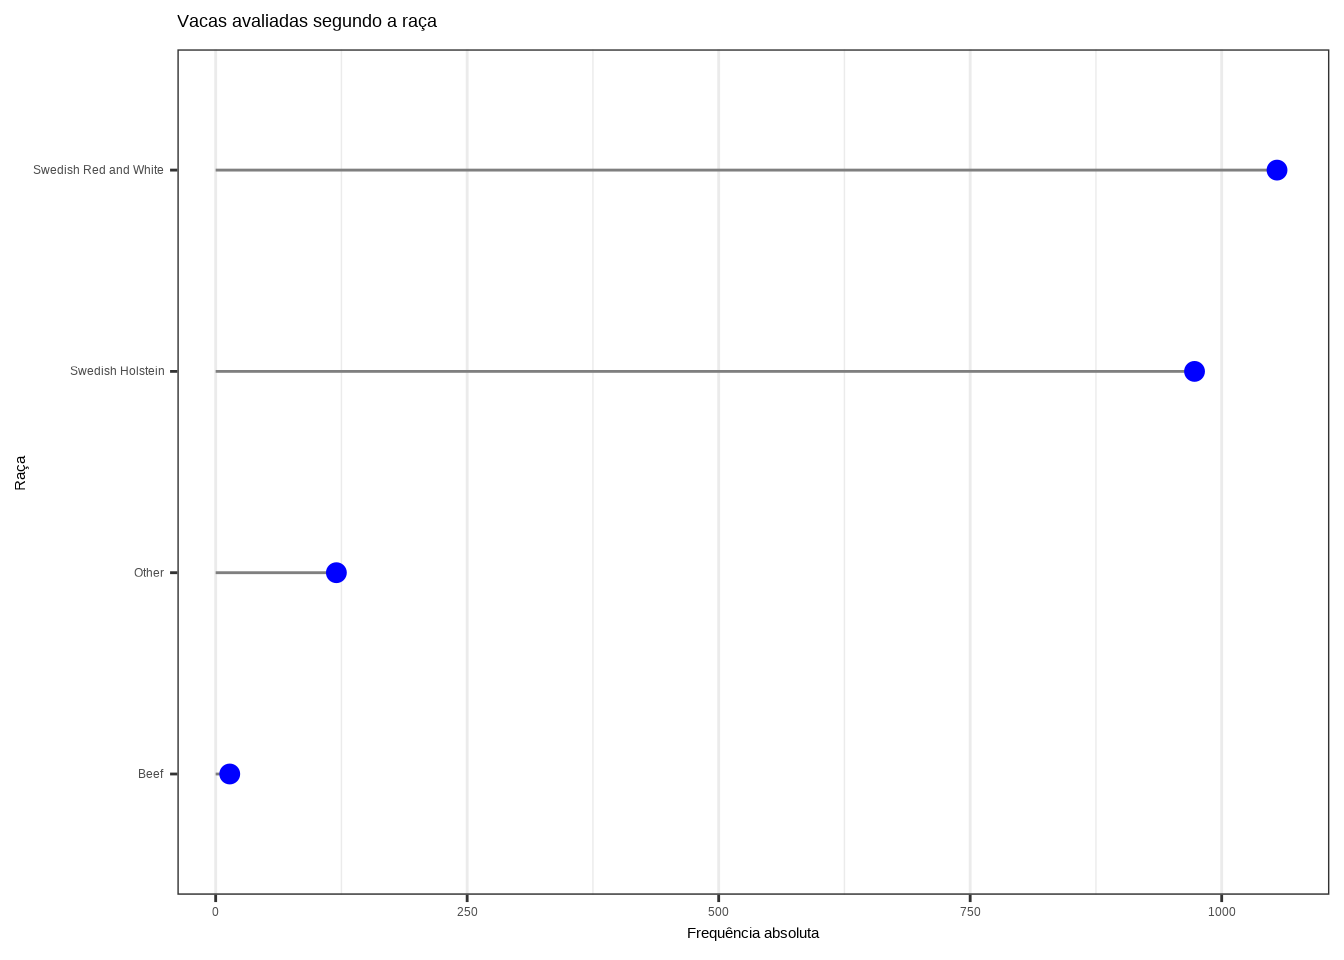 Vacas avaliadas segundo a raça
Swedish Red and White
Swedish Holstein
Raça
Other
Beef
0 250 500 750 1000
Frequência absoluta